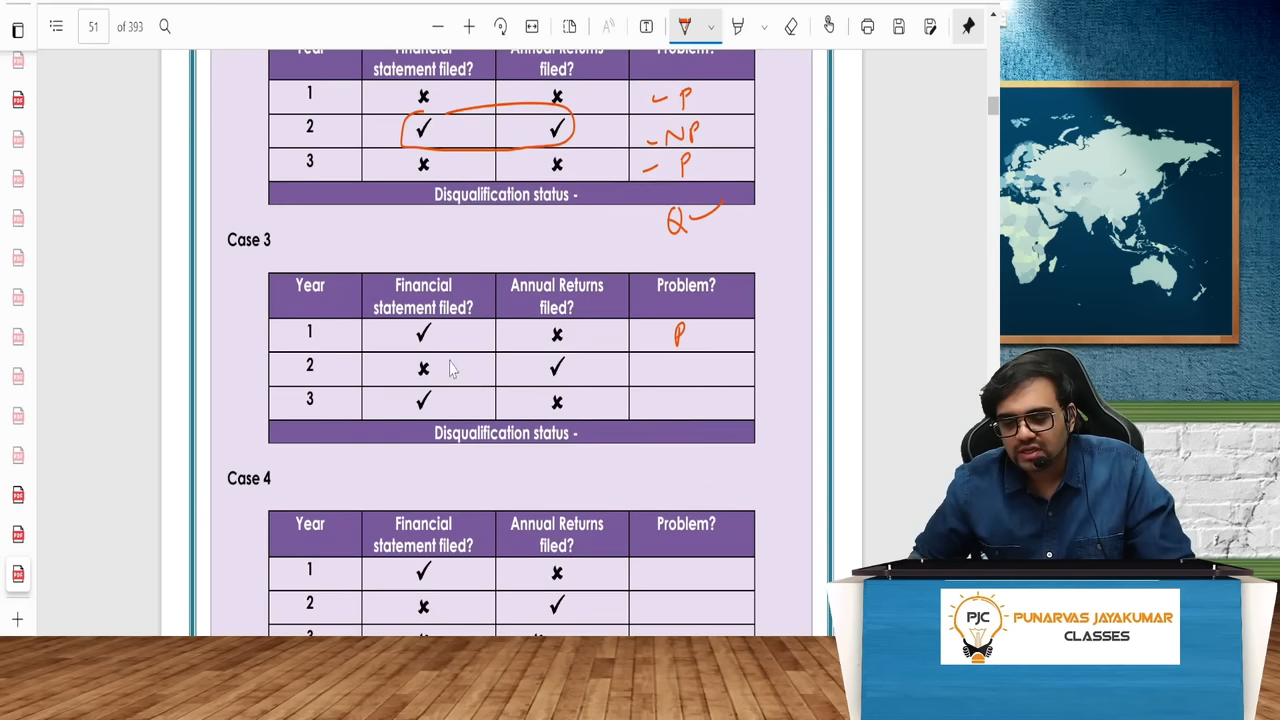 51 of 393
Year Financial Annual Returns Problem?
statement filed? filed?
1 ✘ ✘ - P
2 ✓ ✓ - NP
3 ✘ ✘ - P
Disqualification status -
Q ✓
Case 3
Year Financial Annual Returns Problem?
statement filed? filed?
1 ✓ ✘ P
2 ✘ ✓
3 ✓ ✘
Disqualification status -
Case 4
Year Financial Annual Returns Problem?
statement filed? filed?
1 ✓ ✘
2 ✘ ✓
PJC PUNARVAS JAYAKUMAR
CLASSES